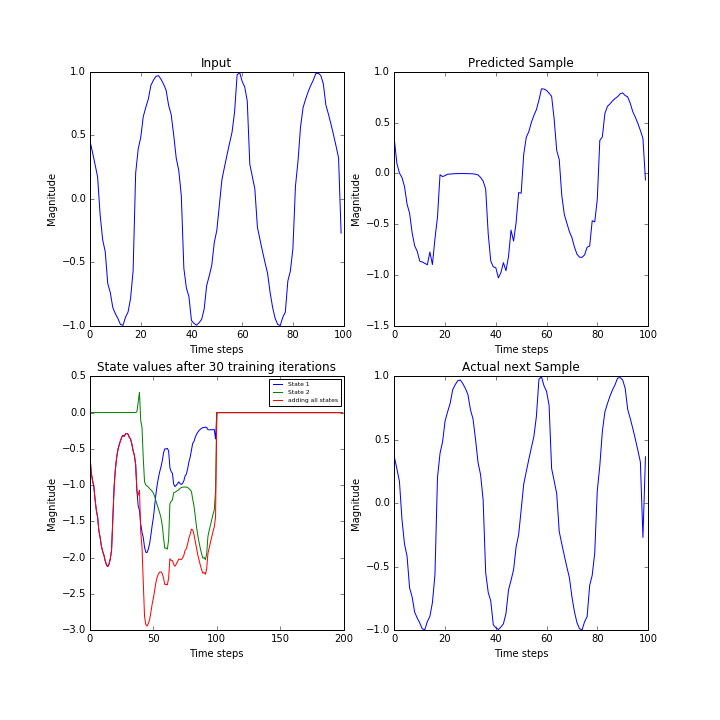 Input
Magnitude
1.0
0.5
0.0
−0.5
−1.0
0 20 40 60 80 100
Time steps
Predicted Sample
Magnitude
1.0
0.5
0.0
−0.5
−1.0
−1.5
0 20 40 60 80 100
Time steps
State values after 30 training iterations
Magnitude
0.5
0.0
−0.5
−1.0
−1.5
−2.0
−2.5
−3.0
0 50 100 150 200
Time steps
State 1
State 2
adding all states
Actual next Sample
Magnitude
1.0
0.5
0.0
−0.5
−1.0
0 20 40 60 80 100
Time steps